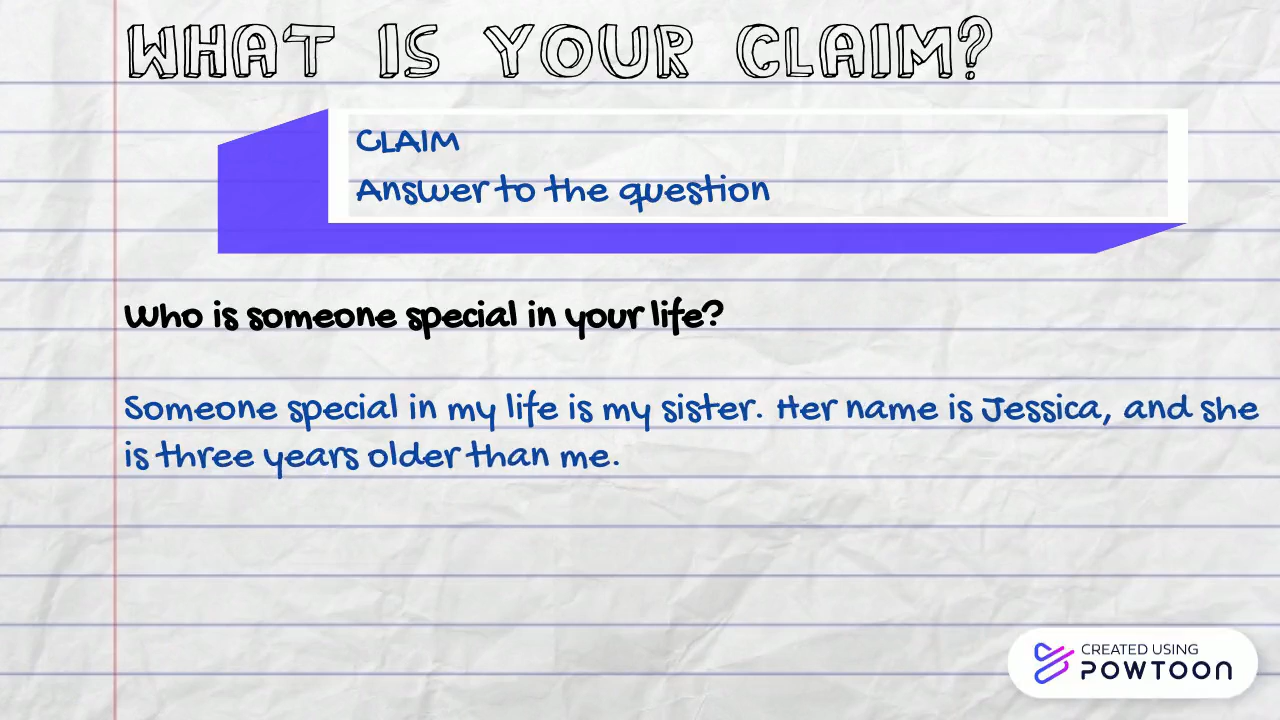 WHAT IS YOUR CLAIM?
CLAIM
Answer to the question
Who is someone special in your life?
Someone special in my life is my sister. Her name is Jessica, and she
is three years older than me.
CREATED USING
POWTOON